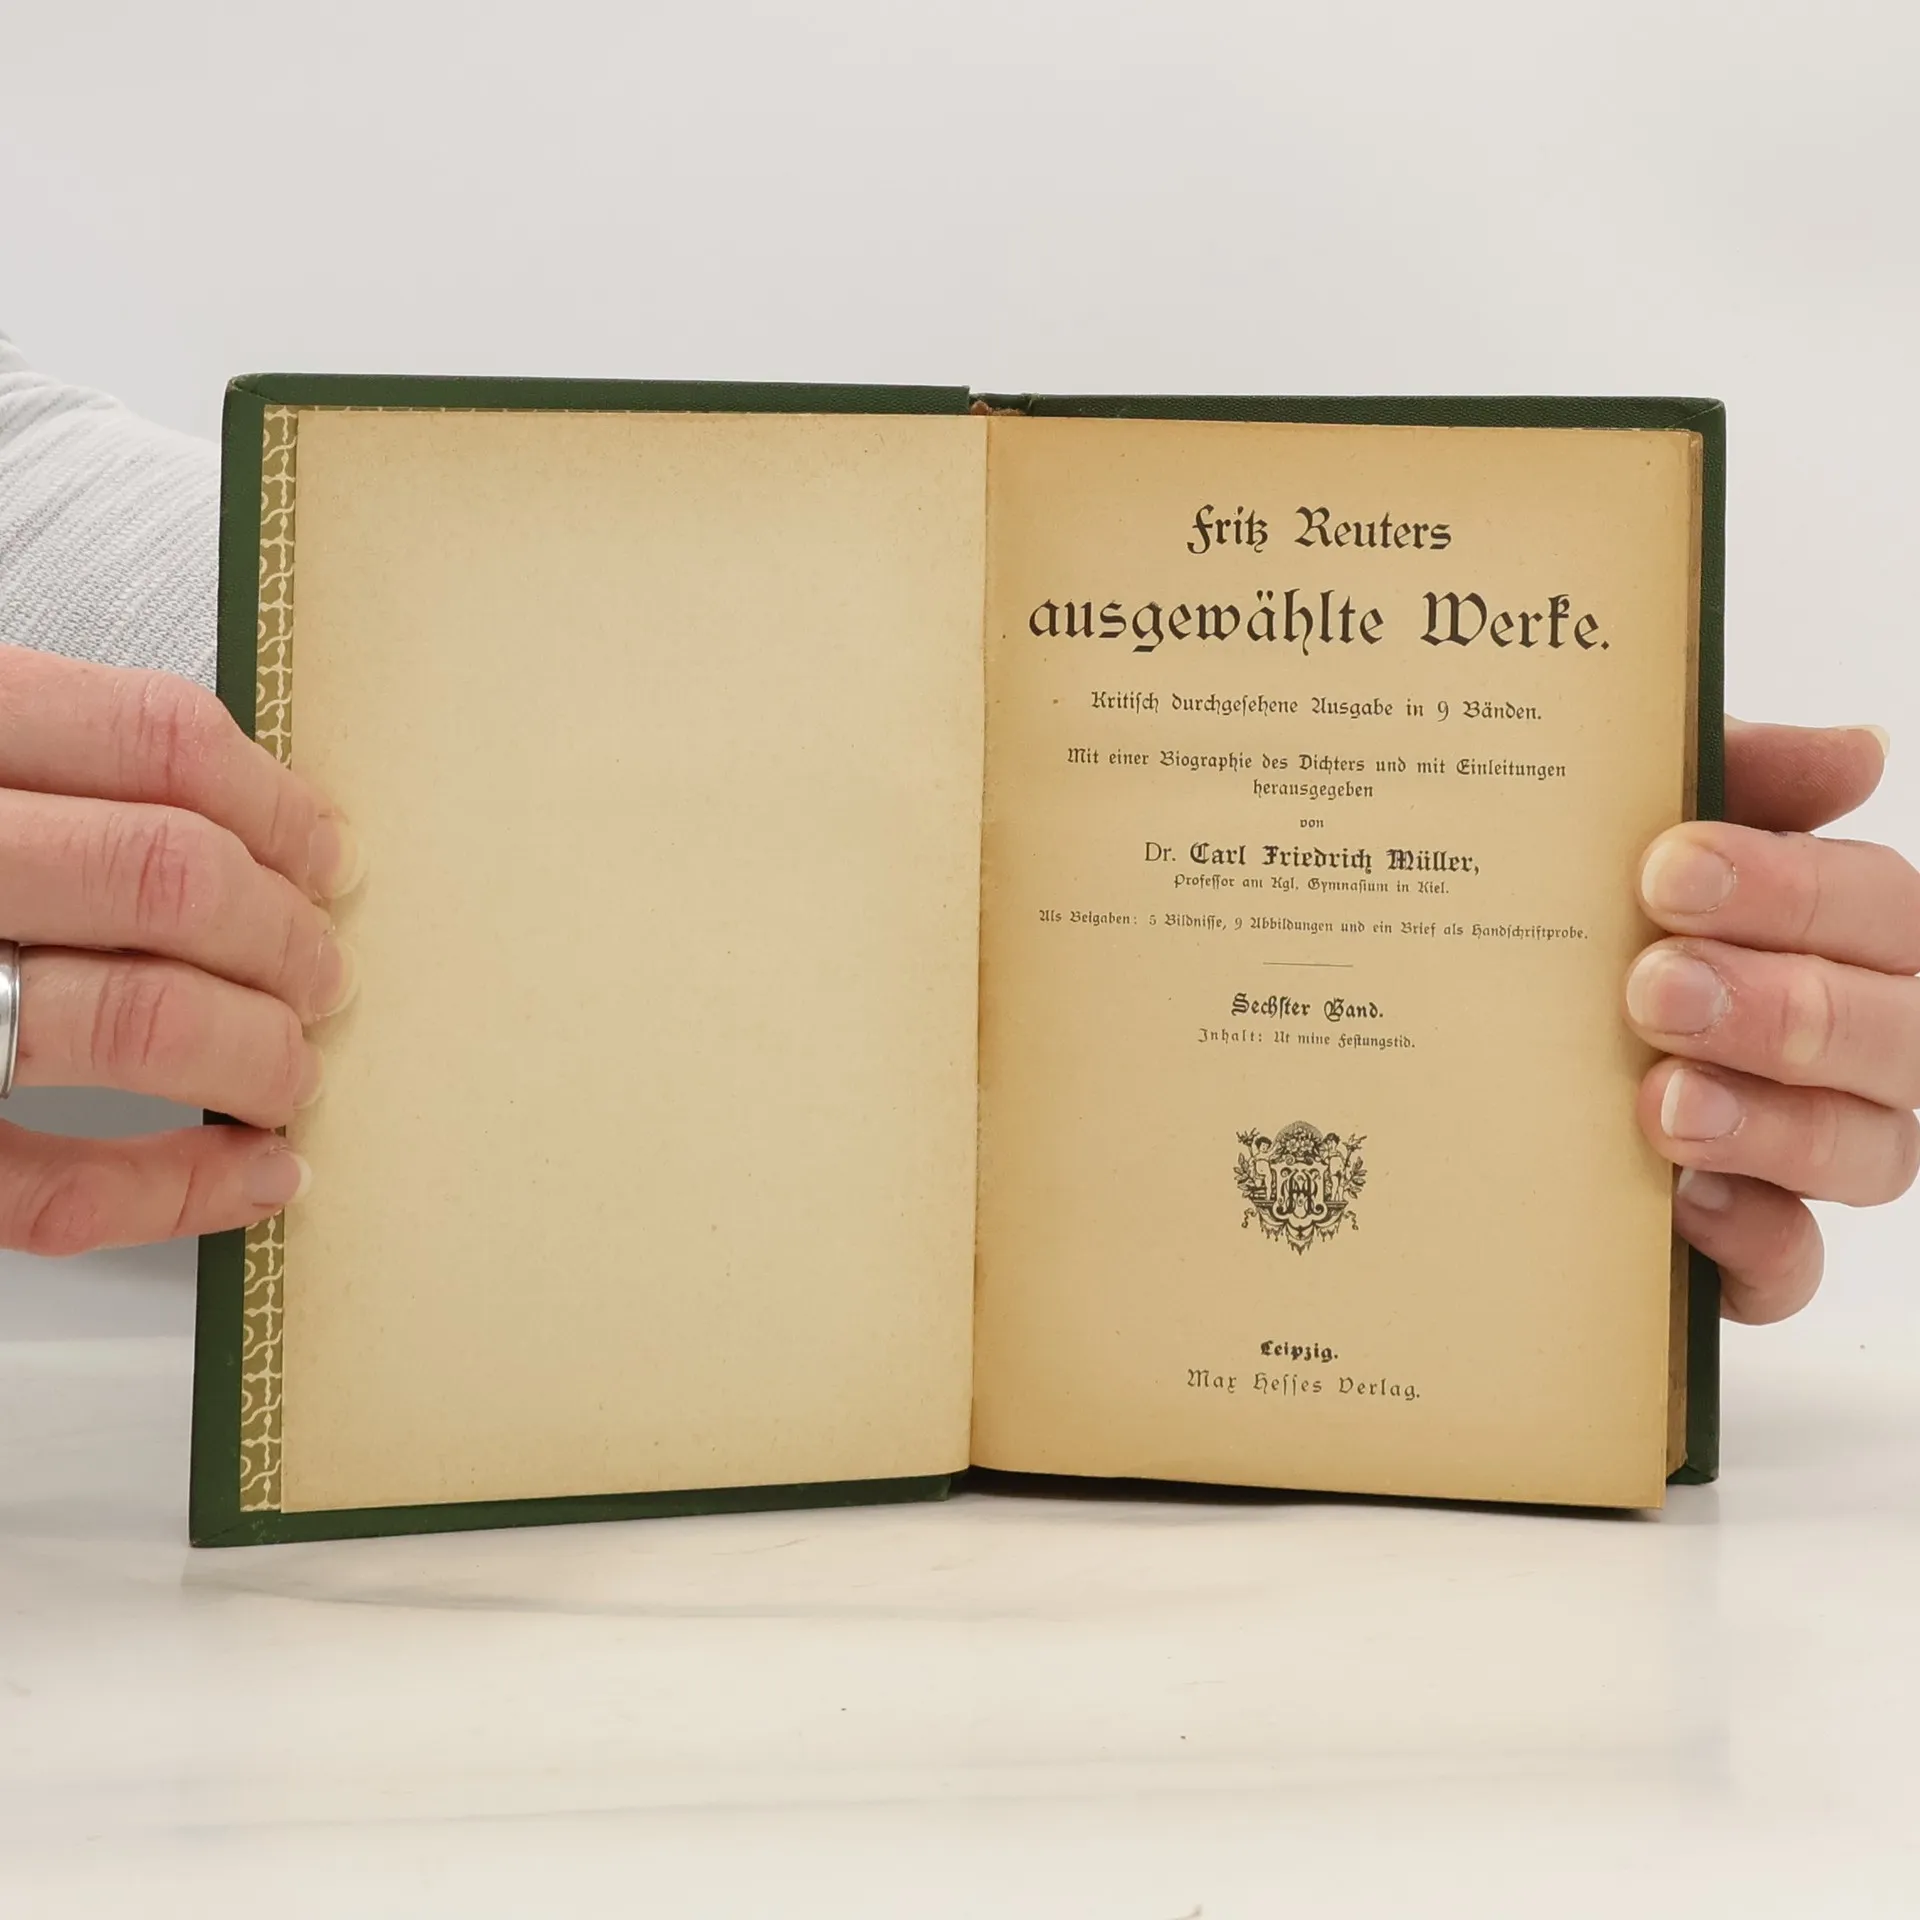 Fritz Reuters
ausgewählte Werke.
Kritisch durchgesehene Ausgabe in 9 Bänden.
Mit einer Biographie des Dichters und mit Einleitungen
herausgegeben
von
Dr. Carl Friedrich Müller,
Professor am Kgl. Gymnasium in Kiel.
Als Beigaben: 5 Bildnisse, 9 Abbildungen und ein Brief als Handschriftprobe.
Sechster Band.
Inhalt: Ut mine Festungstid.
Leipzig.
Max Hesses Verlag.